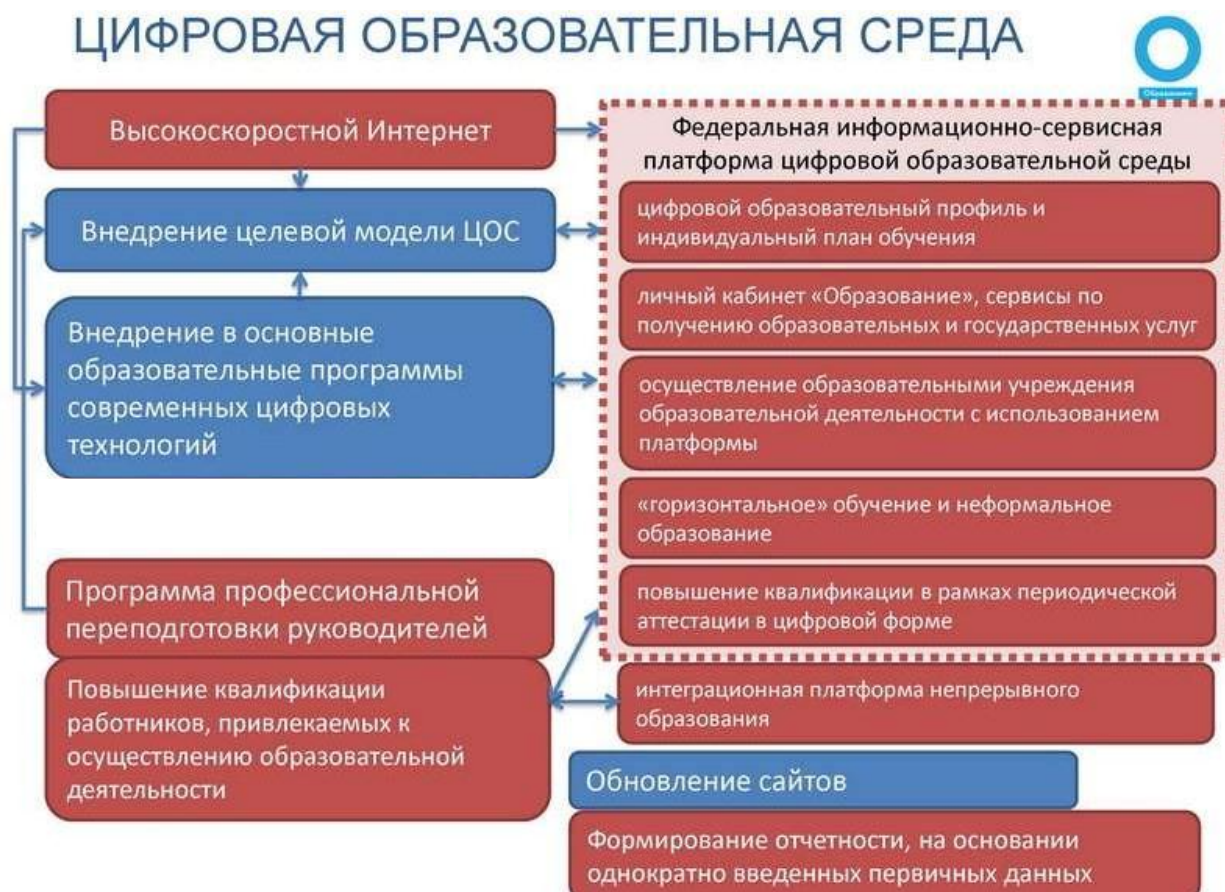 ЦИФРОВАЯ ОБРАЗОВАТЕЛЬНАЯ СРЕДА
Образование
Высокоскоростной Интернет
Внедрение целевой модели ЦОС
Внедрение в основные
образовательные программы
современных цифровых
технологий
Программа профессиональной
переподготовки руководителей
Повышение квалификации
работников, привлекаемых к
осуществлению образовательной
деятельности
Федеральная информационно-сервисная
платформа цифровой образовательной среды
цифровой образовательный профиль и
индивидуальный план обучения
личный кабинет «Образование», сервисы по
получению образовательных и государственных услуг
осуществление образовательными учреждения
образовательной деятельности с использованием
платформы
«горизонтальное» обучение и неформальное
образование
повышение квалификации в рамках периодической
аттестации в цифровой форме
интеграционная платформа непрерывного
образования
Обновление сайтов
Формирование отчетности, на основании
однократно введенных первичных данных